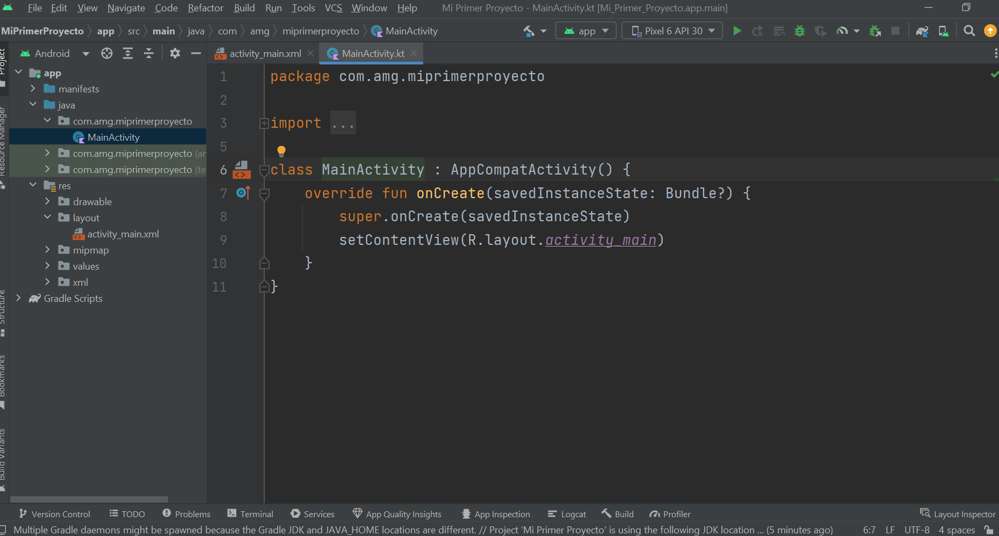 File Edit View Navigate Code Refactor Build Run Tools VCS Window Help Mi Primer Proyecto - MainActivity.kt [Mi_Primer_Proyecto.app.main]
MiPrimerProyecto app src main java com amg miprimerproyecto MainActivity app Pixel 6 API 30
Android activity_main.xml MainActivity.kt
Project
Resource Manager
Structure
Bookmarks
Build Variants
app
manifests
java
com.amg.miprimerproyecto
MainActivity
com.amg.miprimerproyecto (an
com.amg.miprimerproyecto (te
res
drawable
layout
activity_main.xml
mipmap
values
xml
Gradle Scripts
1 package com.amg.miprimerproyecto
2
3 import ...
5
6 class MainActivity : AppCompatActivity() {
7 override fun onCreate(savedInstanceState: Bundle?) {
8 super.onCreate(savedInstanceState)
9 setContentView(R.layout.activity_main)
10 }
11 }
Version Control TODO Problems Terminal Services App Quality Insights App Inspection Logcat Build Profiler Layout Inspector
Multiple Gradle daemons might be spawned because the Gradle JDK and JAVA_HOME locations are different. // Project 'Mi Primer Proyecto' is using the following JDK location ... (5 minutes ago) 6:7 LF UTF-8 4 spaces